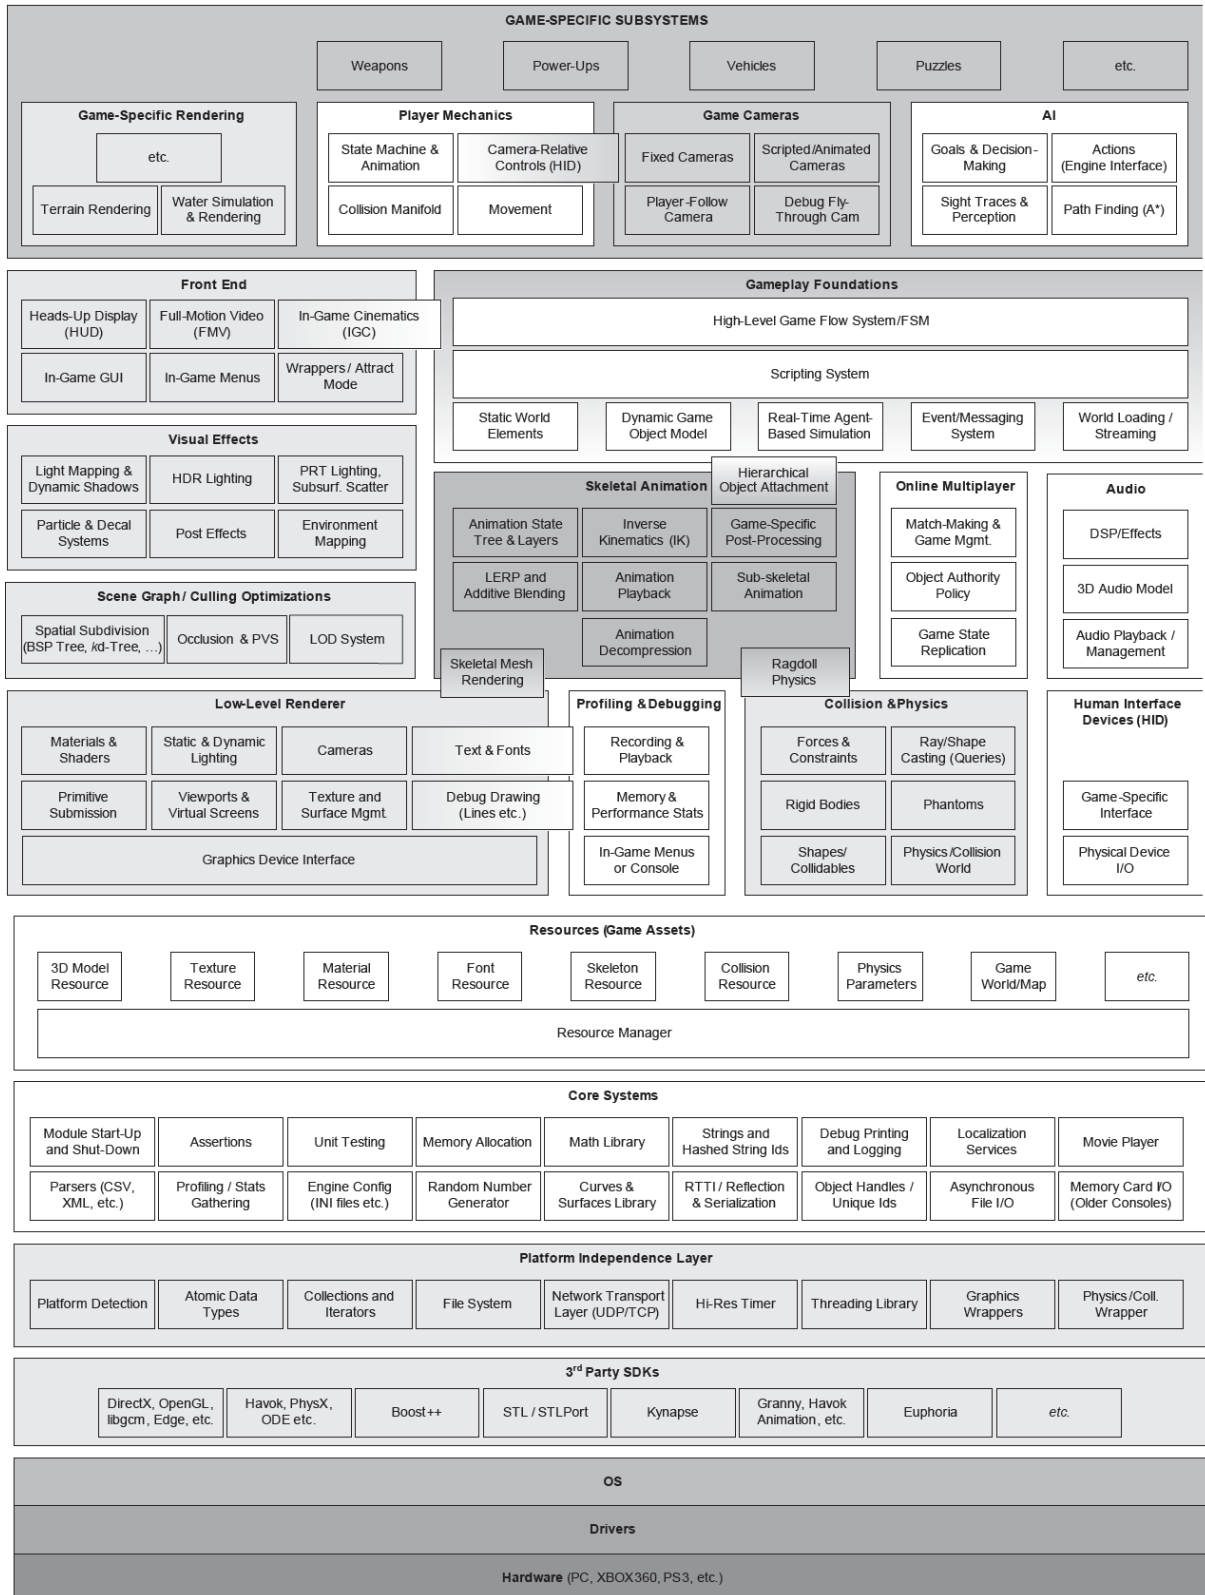 GAME-SPECIFIC SUBSYSTEMS
Weapons
Power-Ups
Vehicles
Puzzles
etc.
Game-Specific Rendering
etc.
Terrain Rendering
Water Simulation
& Rendering
Player Mechanics
State Machine &
Animation
Camera-Relative
Controls (HID)
Collision Manifold
Movement
Game Cameras
Fixed Cameras
Scripted/Animated
Cameras
Player-Follow
Camera
Debug Fly-
Through Cam
AI
Goals & Decision-
Making
Actions
(Engine Interface)
Sight Traces &
Perception
Path Finding (A*)
Front End
Heads-Up Display
(HUD)
Full-Motion Video
(FMV)
In-Game Cinematics
(IGC)
In-Game GUI
In-Game Menus
Wrappers / Attract
Mode
Gameplay Foundations
High-Level Game Flow System/FSM
Scripting System
Static World
Elements
Dynamic Game
Object Model
Real-Time Agent-
Based Simulation
Event/Messaging
System
World Loading /
Streaming
Visual Effects
Light Mapping &
Dynamic Shadows
HDR Lighting
PRT Lighting,
Subsurf. Scatter
Particle & Decal
Systems
Post Effects
Environment
Mapping
Hierarchical
Object Attachment
Skeletal Animation
Animation State
Tree & Layers
Inverse
Kinematics (IK)
Game-Specific
Post-Processing
LERP and
Additive Blending
Animation
Playback
Sub-skeletal
Animation
Animation
Decompression
Online Multiplayer
Match-Making &
Game Mgmt.
Object Authority
Policy
Game State
Replication
Audio
DSP/Effects
3D Audio Model
Audio Playback /
Management
Scene Graph / Culling Optimizations
Spatial Subdivision
(BSP Tree, kd-Tree, …)
Occlusion & PVS
LOD System
Skeletal Mesh
Rendering
Ragdoll
Physics
Low-Level Renderer
Materials &
Shaders
Static & Dynamic
Lighting
Cameras
Text & Fonts
Primitive
Submission
Viewports &
Virtual Screens
Texture and
Surface Mgmt.
Debug Drawing
(Lines etc.)
Graphics Device Interface
Profiling & Debugging
Recording &
Playback
Memory &
Performance Stats
In-Game Menus
or Console
Collision & Physics
Forces &
Constraints
Ray/Shape
Casting (Queries)
Rigid Bodies
Phantoms
Shapes/
Collidables
Physics/Collision
World
Human Interface
Devices (HID)
Game-Specific
Interface
Physical Device
I/O
Resources (Game Assets)
3D Model
Resource
Texture
Resource
Material
Resource
Font
Resource
Skeleton
Resource
Collision
Resource
Physics
Parameters
Game
World/Map
etc.
Resource Manager
Core Systems
Module Start-Up
and Shut-Down
Assertions
Unit Testing
Memory Allocation
Math Library
Strings and
Hashed String Ids
Debug Printing
and Logging
Localization
Services
Movie Player
Parsers (CSV,
XML, etc.)
Profiling / Stats
Gathering
Engine Config
(INI files etc.)
Random Number
Generator
Curves &
Surfaces Library
RTTI / Reflection
& Serialization
Object Handles /
Unique Ids
Asynchronous
File I/O
Memory Card I/O
(Older Consoles)
Platform Independence Layer
Platform Detection
Atomic Data
Types
Collections and
Iterators
File System
Network Transport
Layer (UDP/TCP)
Hi-Res Timer
Threading Library
Graphics
Wrappers
Physics/Coll.
Wrapper
3rd Party SDKs
DirectX, OpenGL,
libgcm, Edge, etc.
Havok, PhysX,
ODE etc.
Boost++
STL / STLPort
Kynapse
Granny, Havok
Animation, etc.
Euphoria
etc.
OS
Drivers
Hardware (PC, XBOX360, PS3, etc.)